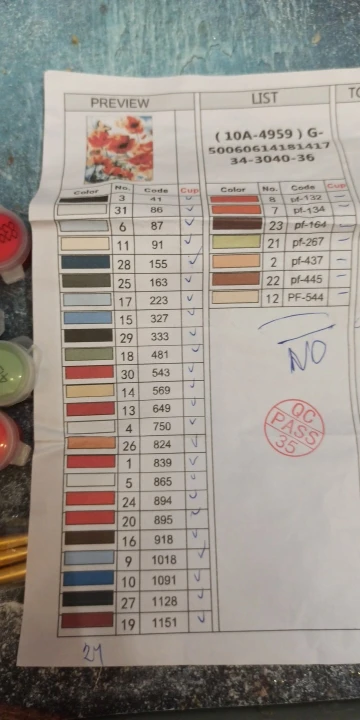 PREVIEW
LIST
( 10A-4959 ) G-
50060614181417
34-3040-36
Color No. Code Cup
3 41
31 86
6 87
11 91
28 155
25 163
17 223
15 327
29 333
18 481
30 543
14 569
13 649
4 750
26 824
1 839
5 865
24 894
20 895
16 918
9 1018
10 1091
27 1128
19 1151
Color No. Code Cup
8 pf-132
7 pf-134
23 pf-164
21 pf-267
2 pf-437
22 pf-445
12 PF-544
NO
QC
PASS
35